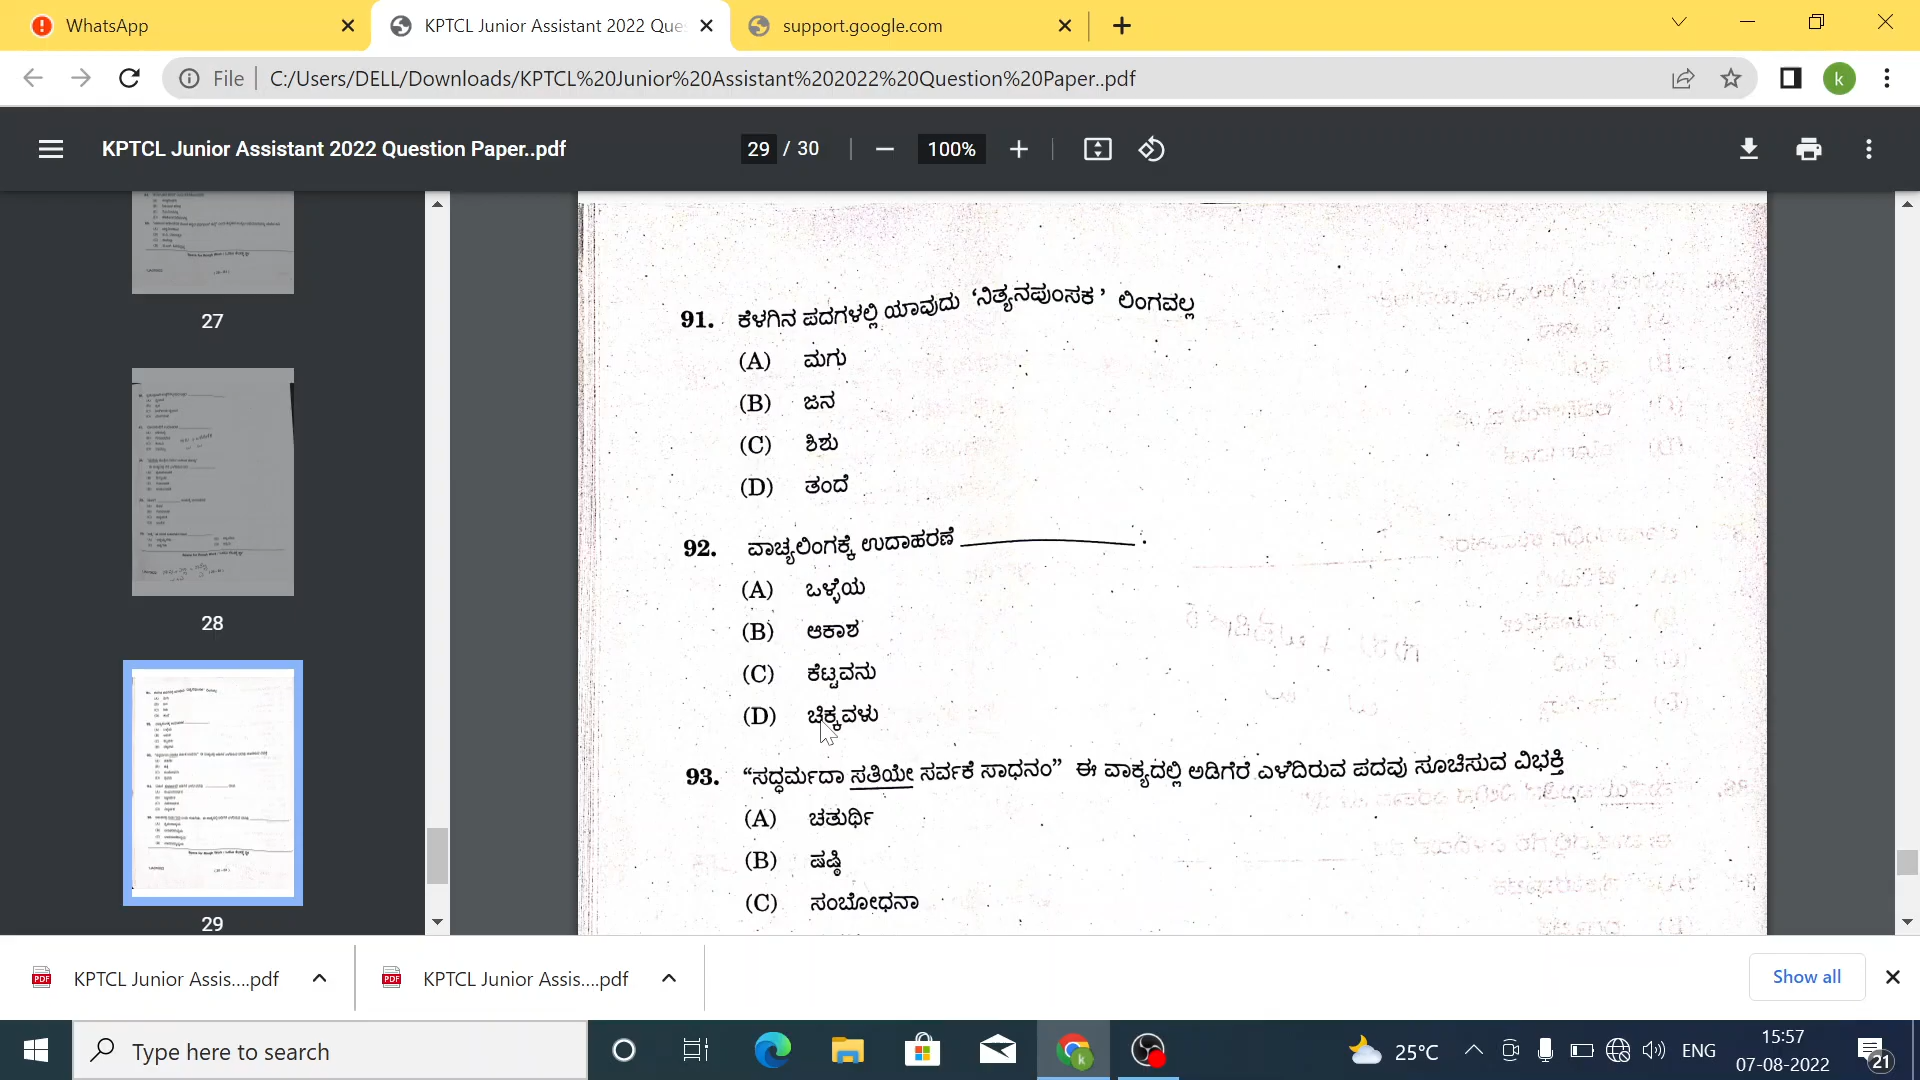 WhatsApp
KPTCL Junior Assistant 2022 Ques
support.google.com
File
C:/Users/DELL/Downloads/KPTCL%20Junior%20Assistant%202022%20Question%20Paper..pdf
k
KPTCL Junior Assistant 2022 Question Paper..pdf
29 / 30
100%
27
28
29
91. ಕೆಳಗಿನ ಪದಗಳಲ್ಲಿ ಯಾವುದು ‘ನಿತ್ಯನಪುಂಸಕ’ ಲಿಂಗವಲ್ಲ
(A) ಮಗು
(B) ಜನ
(C) ಶಿಶು
(D) ತಂದೆ
92. ವಾಚ್ಯಲಿಂಗಕ್ಕೆ ಉದಾಹರಣೆ ____________ .
(A) ಒಳ್ಳೆಯ
(B) ಆಕಾಶ
(C) ಕೆಟ್ಟವನು
(D) ಚಿಕ್ಕವಳು
93. “ಸದ್ಧರ್ಮದಾ ಸತಿಯೇ ಸರ್ವಕೆ ಸಾಧನಂ” ಈ ವಾಕ್ಯದಲ್ಲಿ ಅಡಿಗೆರೆ ಎಳೆದಿರುವ ಪದವು ಸೂಚಿಸುವ ವಿಭಕ್ತಿ
(A) ಚತುರ್ಥಿ
(B) ಷಷ್ಠಿ
(C) ಸಂಬೋಧನಾ
KPTCL Junior Assis....pdf
KPTCL Junior Assis....pdf
Show all
Type here to search
25°C
ENG
15:57
07-08-2022
21